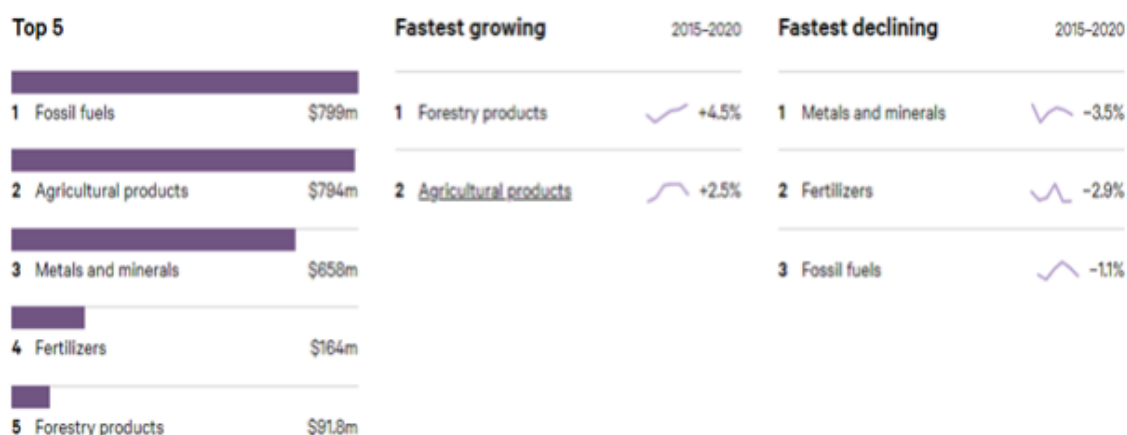 Top 5
1 Fossil fuels $799m
2 Agricultural products $794m
3 Metals and minerals $658m
4 Fertilizers $164m
5 Forestry products $91.8m
Fastest growing 2015–2020
1 Forestry products +4.5%
2 Agricultural products +2.5%
Fastest declining 2015–2020
1 Metals and minerals −3.5%
2 Fertilizers −2.9%
3 Fossil fuels −1.1%